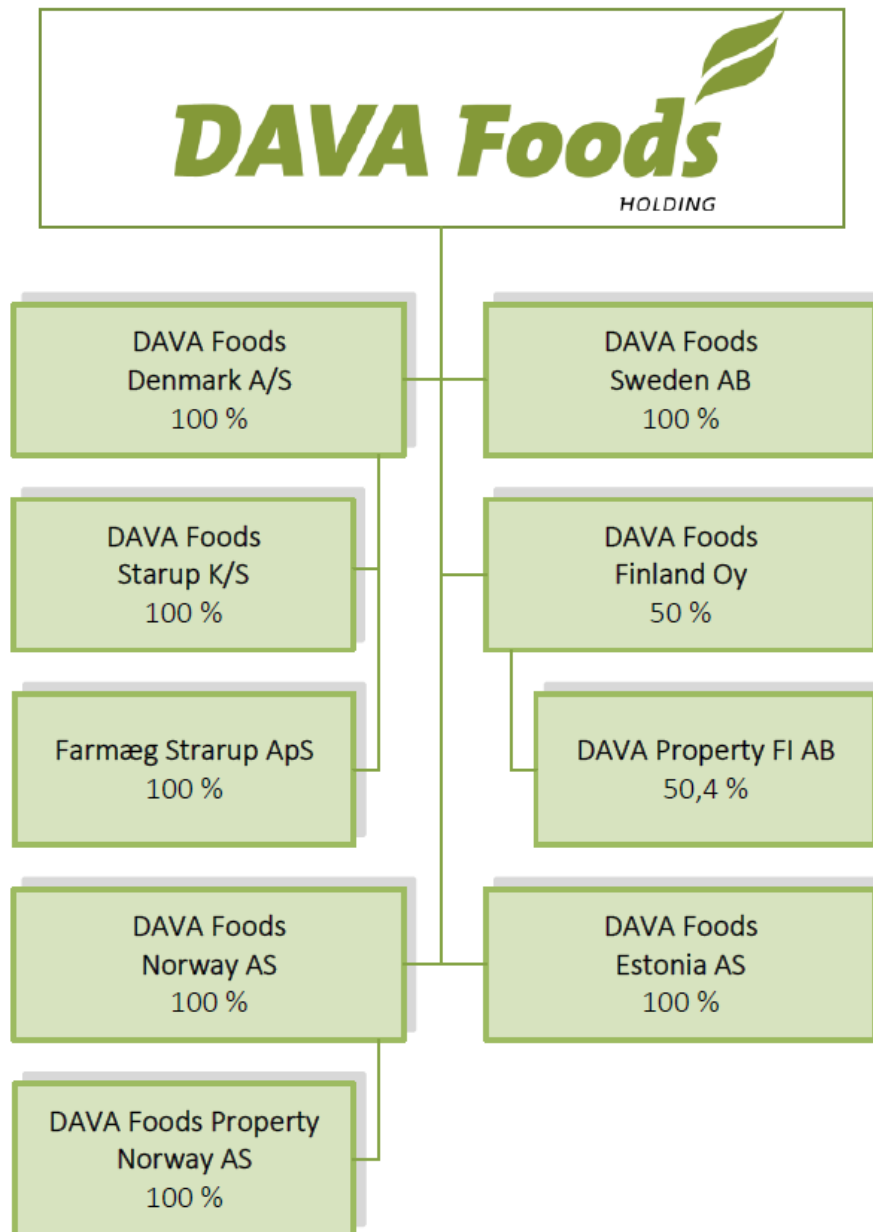 DAVA Foods
HOLDING
DAVA Foods
Denmark A/S
100 %
DAVA Foods
Sweden AB
100 %
DAVA Foods
Starup K/S
100 %
DAVA Foods
Finland Oy
50 %
Farmæg Strarup ApS
100 %
DAVA Property FI AB
50,4 %
DAVA Foods
Norway AS
100 %
DAVA Foods
Estonia AS
100 %
DAVA Foods Property
Norway AS
100 %